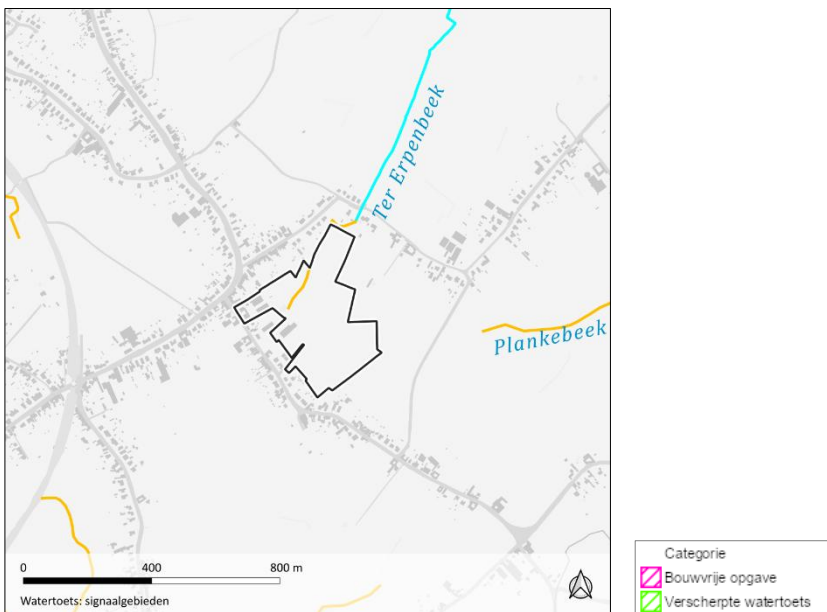 Ter Erpenbeek
Plankebeek
0 400 800 m
Watertoets: signaalgebieden
Categorie
Bouwvrije opgave
Verscherpte watertoets